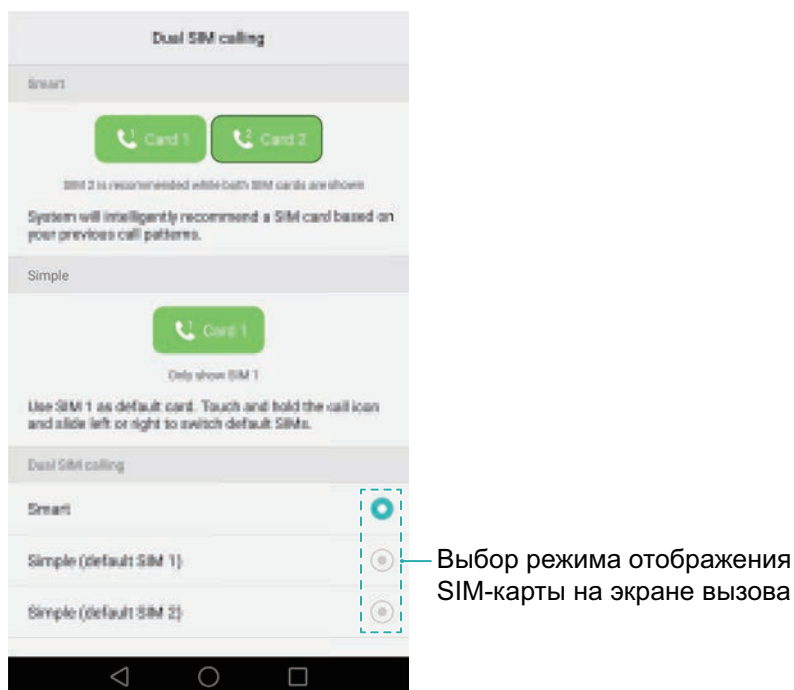 Dual SIM calling
Smart
1 Card 1
2 Card 2
SIM 2 is recommended while both SIM cards are shown
System will intelligently recommend a SIM card based on
your previous call patterns.
Simple
1 Card 1
Only show SIM 1
Use SIM 1 as default card. Touch and hold the call icon
and slide left or right to switch default SIMs.
Dual SIM calling
Smart
Simple (default SIM 1)
Выбор режима отображения
SIM-карты на экране вызова
Simple (default SIM 2)